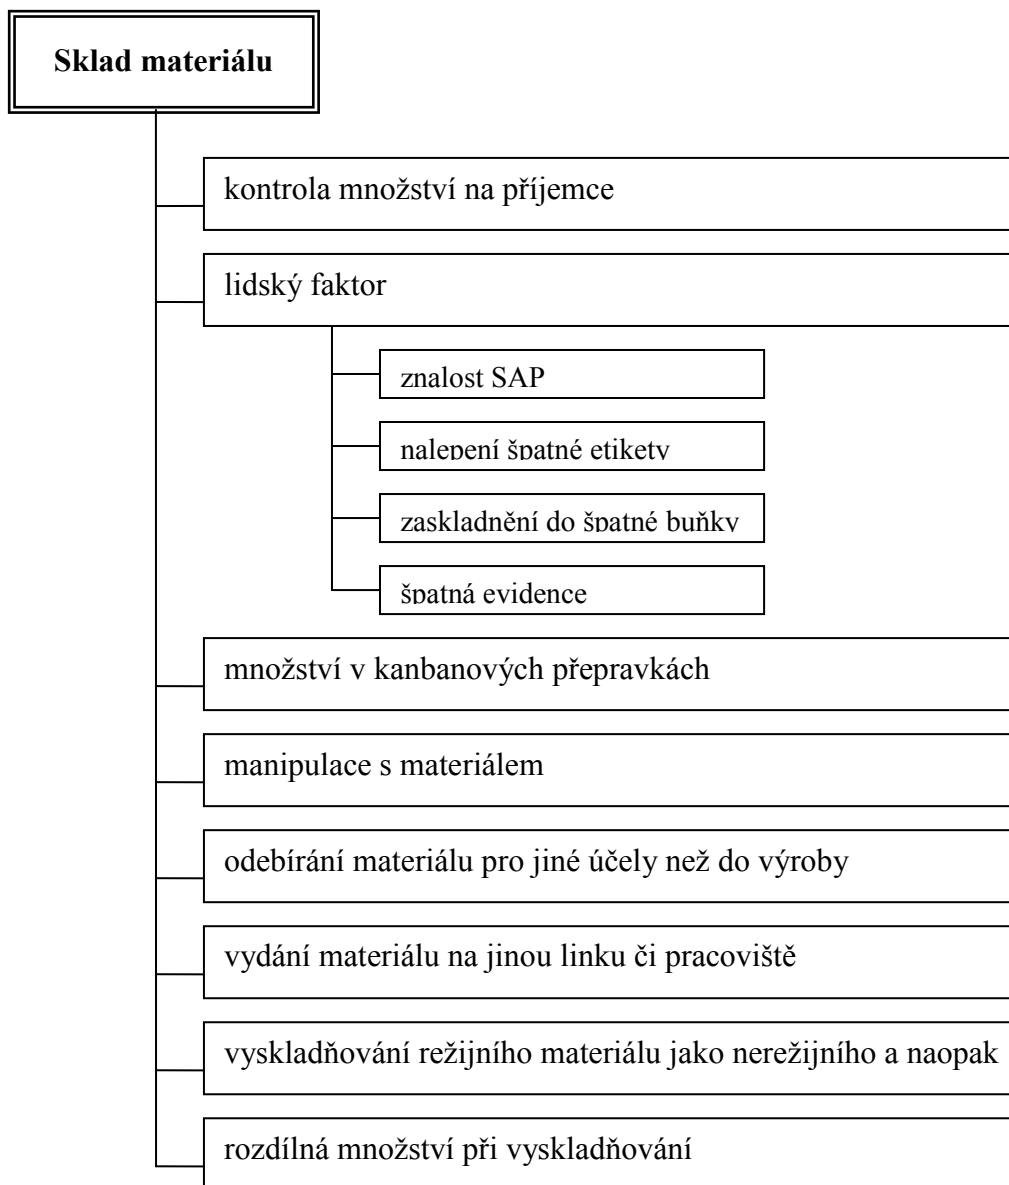 Sklad materiálu
kontrola množství na příjemce
lidský faktor
znalost SAP
nalepení špatné etikety
zaskladnění do špatné buňky
špatná evidence
množství v kanbanových přepravkách
manipulace s materiálem
odebírání materiálu pro jiné účely než do výroby
vydání materiálu na jinou linku či pracoviště
vyskladňování režijního materiálu jako nerežijního a naopak
rozdílná množství při vyskladňování